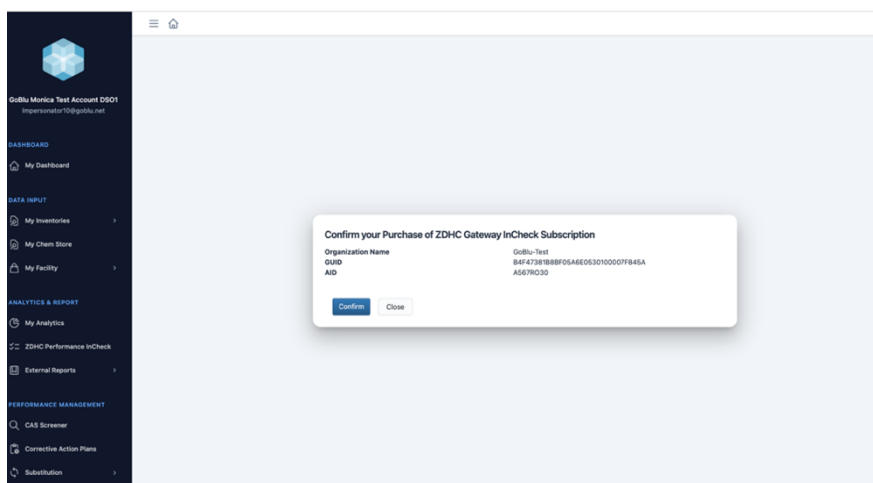 GoBlu Monica Test Account DSO1
Impersonator10@goblu.net
DASHBOARD
My Dashboard
DATA INPUT
My Inventories
My Chem Store
My Facility
ANALYTICS & REPORT
My Analytics
ZDHC Performance InCheck
External Reports
PERFORMANCE MANAGEMENT
CAS Screener
Corrective Action Plans
Substitution
Confirm your Purchase of ZDHC Gateway InCheck Subscription
Organization Name GoBlu-Test
GUID B4F47381B8BF05A6E0530100007F845A
AID A567RO30
Confirm Close